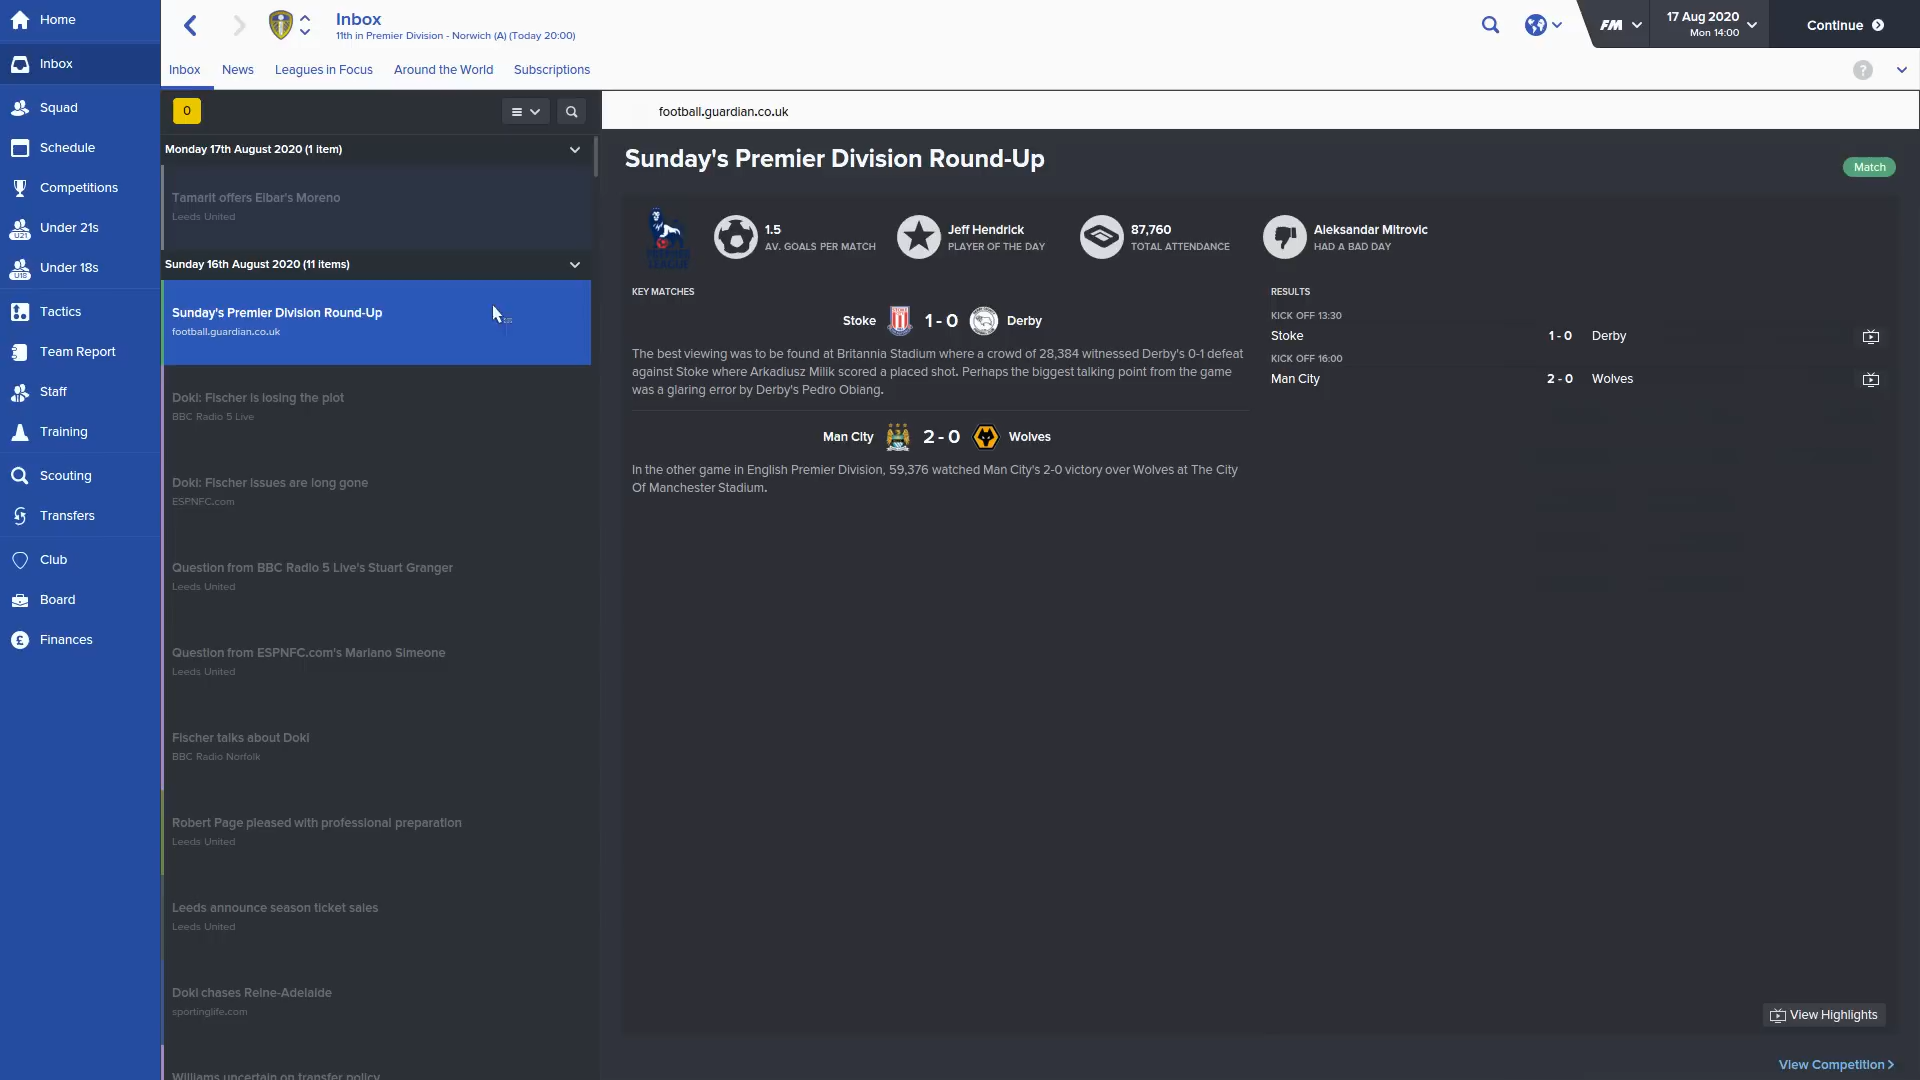 Home
Inbox
Squad
Schedule
Competitions
Under 21s
Under 18s
Tactics
Team Report
Staff
Training
Scouting
Transfers
Club
Board
Finances
Inbox
11th in Premier Division - Norwich (A) (Today 20:00)
FM
17 Aug 2020
Mon 14:00
Continue
Inbox News Leagues in Focus Around the World Subscriptions
?
0
Monday 17th August 2020 (1 item)
Tamarit offers Eibar's Moreno
Leeds United
Sunday 16th August 2020 (11 items)
Sunday's Premier Division Round-Up
football.guardian.co.uk
Doki: Fischer is losing the plot
BBC Radio 5 Live
Doki: Fischer issues are long gone
ESPNFC.com
Question from BBC Radio 5 Live's Stuart Granger
Leeds United
Question from ESPNFC.com's Mariano Simeone
Leeds United
Fischer talks about Doki
BBC Radio Norfolk
Robert Page pleased with professional preparation
Leeds United
Leeds announce season ticket sales
Leeds United
Doki chases Reine-Adelaide
sportinglife.com
Williams uncertain on transfer policy
football.guardian.co.uk
Sunday's Premier Division Round-Up
Match
1.5
AV. GOALS PER MATCH
Jeff Hendrick
PLAYER OF THE DAY
87,760
TOTAL ATTENDANCE
Aleksandar Mitrovic
HAD A BAD DAY
KEY MATCHES
Stoke 1 - 0 Derby
The best viewing was to be found at Britannia Stadium where a crowd of 28,384 witnessed Derby's 0-1 defeat
against Stoke where Arkadiusz Milik scored a placed shot. Perhaps the biggest talking point from the game
was a glaring error by Derby's Pedro Obiang.
Man City 2 - 0 Wolves
In the other game in English Premier Division, 59,376 watched Man City's 2-0 victory over Wolves at The City
Of Manchester Stadium.
RESULTS
KICK OFF 13:30
Stoke 1 - 0 Derby
KICK OFF 16:00
Man City 2 - 0 Wolves
View Highlights
View Competition >